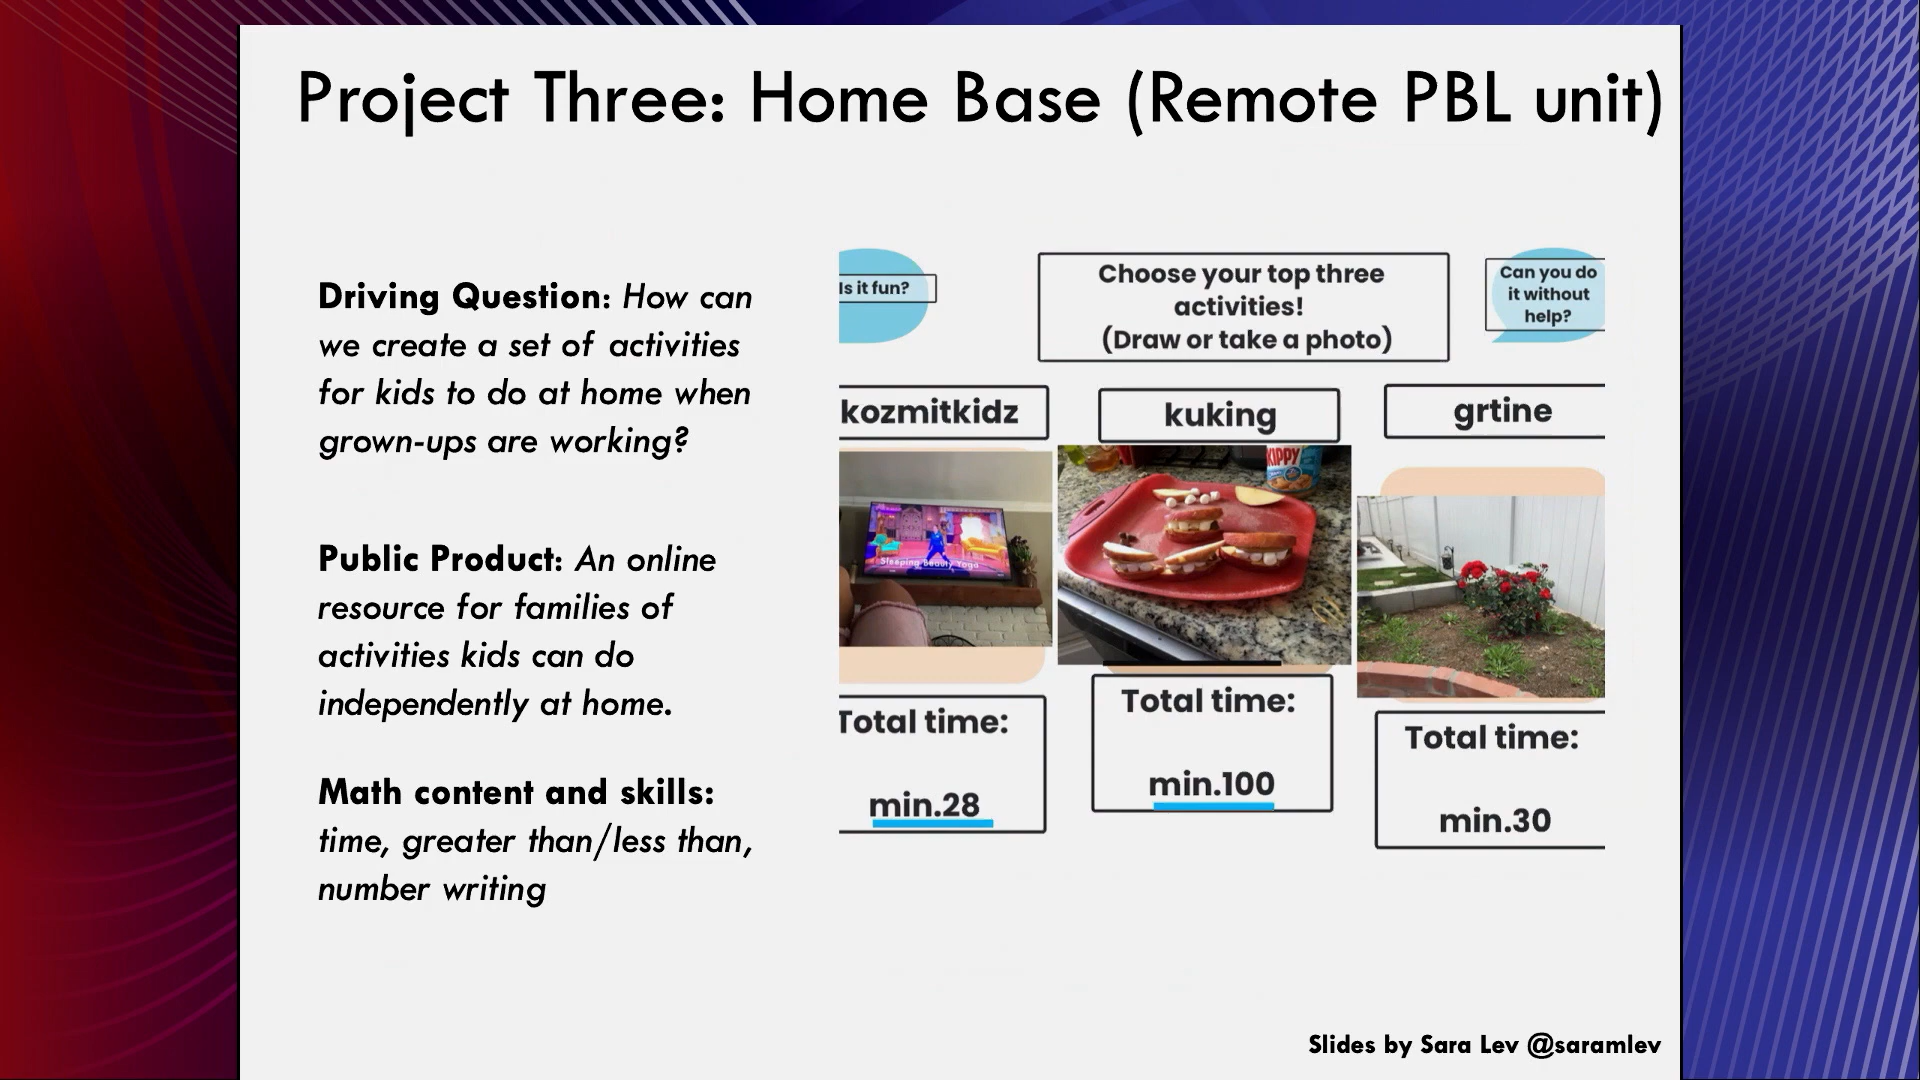 Project Three: Home Base (Remote PBL unit)
Driving Question: How can
we create a set of activities
for kids to do at home when
grown-ups are working?
Public Product: An online
resource for families of
activities kids can do
independently at home.
Math content and skills:
time, greater than/less than,
number writing
Is it fun?
Choose your top three
activities!
(Draw or take a photo)
Can you do
it without
help?
kozmitkidz
kuking
grtine
Sleeping Beauty Yoga
KIPPY
Total time:
min.28
Total time:
min.100
Total time:
min.30
Slides by Sara Lev @saramlev